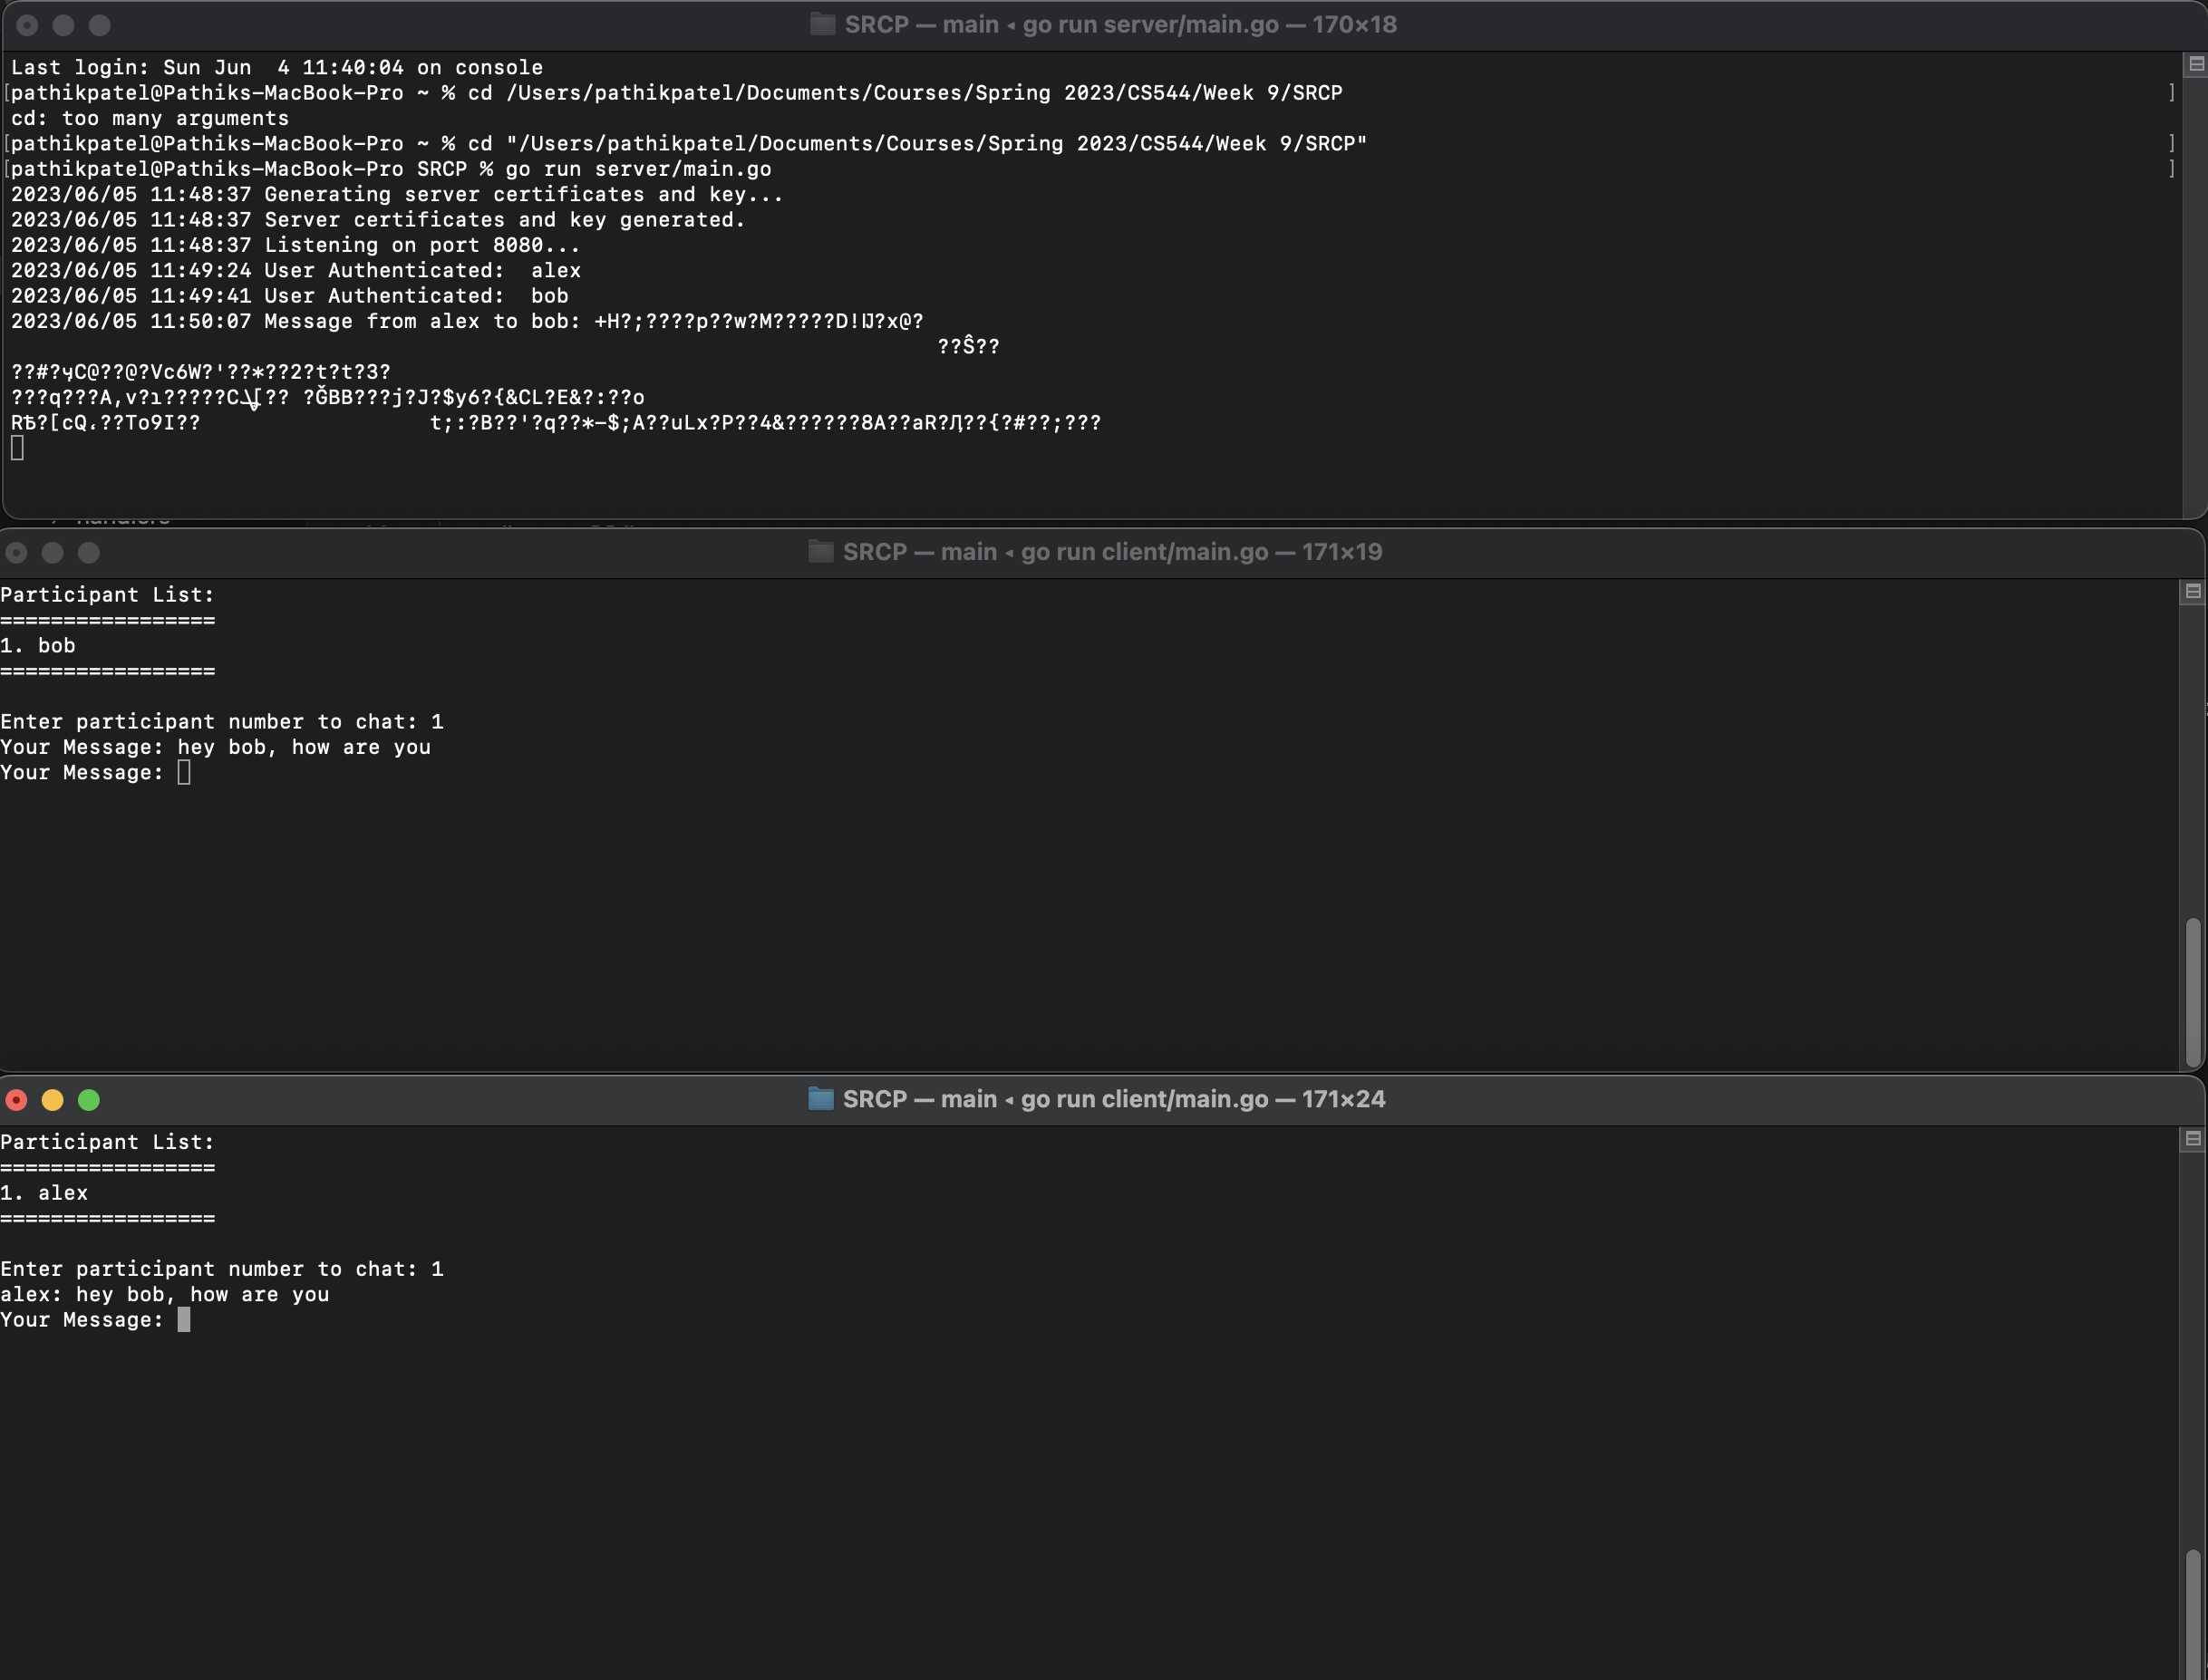 SRCP — main ◂ go run server/main.go — 170×18
Last login: Sun Jun  4 11:40:04 on console
[pathikpatel@Pathiks-MacBook-Pro ~ % cd /Users/pathikpatel/Documents/Courses/Spring 2023/CS544/Week 9/SRCP ]
cd: too many arguments
[pathikpatel@Pathiks-MacBook-Pro ~ % cd "/Users/pathikpatel/Documents/Courses/Spring 2023/CS544/Week 9/SRCP" ]
[pathikpatel@Pathiks-MacBook-Pro SRCP % go run server/main.go ]
2023/06/05 11:48:37 Generating server certificates and key...
2023/06/05 11:48:37 Server certificates and key generated.
2023/06/05 11:48:37 Listening on port 8080...
2023/06/05 11:49:24 User Authenticated:  alex
2023/06/05 11:49:41 User Authenticated:  bob
2023/06/05 11:50:07 Message from alex to bob: +H?;????p??w?M?????D!Ĳ?x@?
??Ŝ??
??#?ӌC@??@?Vc6W?'??*??2?t?t?3?
?ĞBB???j?J?$y6?{&CL?E&?:??o
t;:?B??'?q??*-$;A??uLx?P??4&??????8A??aR?Ԓ??{?#??;???
SRCP — main ◂ go run client/main.go — 171×19
Participant List:
=================
1. bob
=================
Enter participant number to chat: 1
Your Message: hey bob, how are you
Your Message:
SRCP — main ◂ go run client/main.go — 171×24
Participant List:
=================
1. alex
=================
Enter participant number to chat: 1
alex: hey bob, how are you
Your Message: